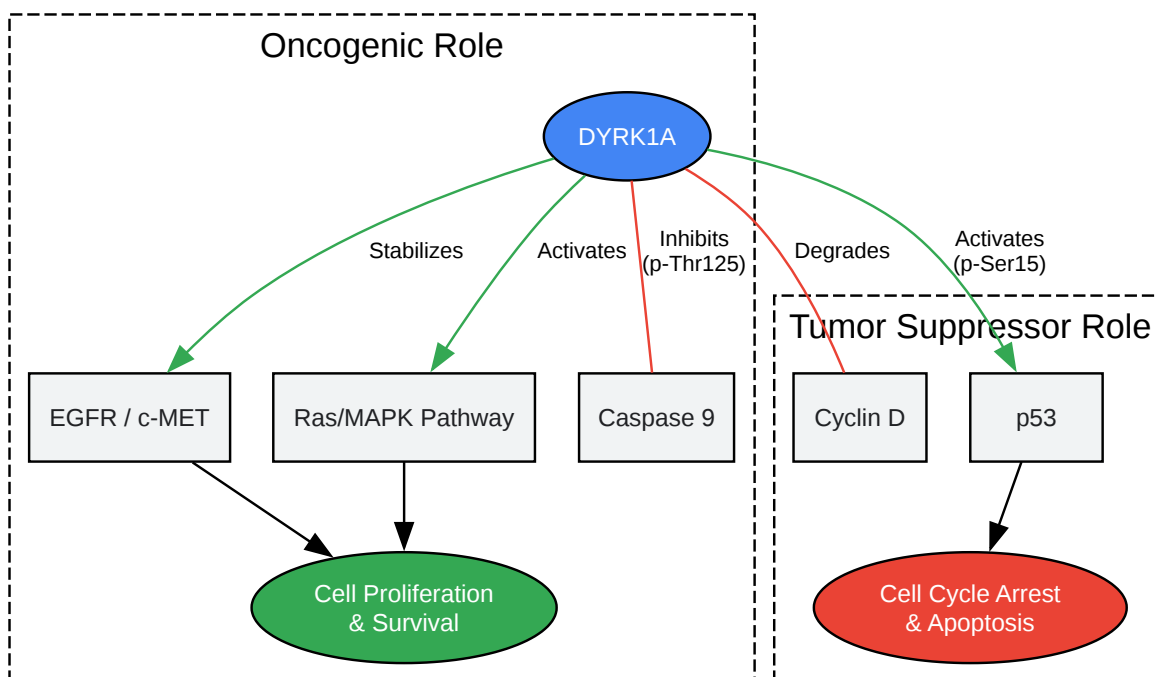 Oncogenic Role
DYRK1A
Stabilizes
Activates
Inhibits
(p-Thr125)
Degrades
Activates
(p-Ser15)
Tumor Suppressor Role
EGFR / c-MET
Ras/MAPK Pathway
Caspase 9
Cyclin D
p53
Cell Proliferation
& Survival
Cell Cycle Arrest
& Apoptosis